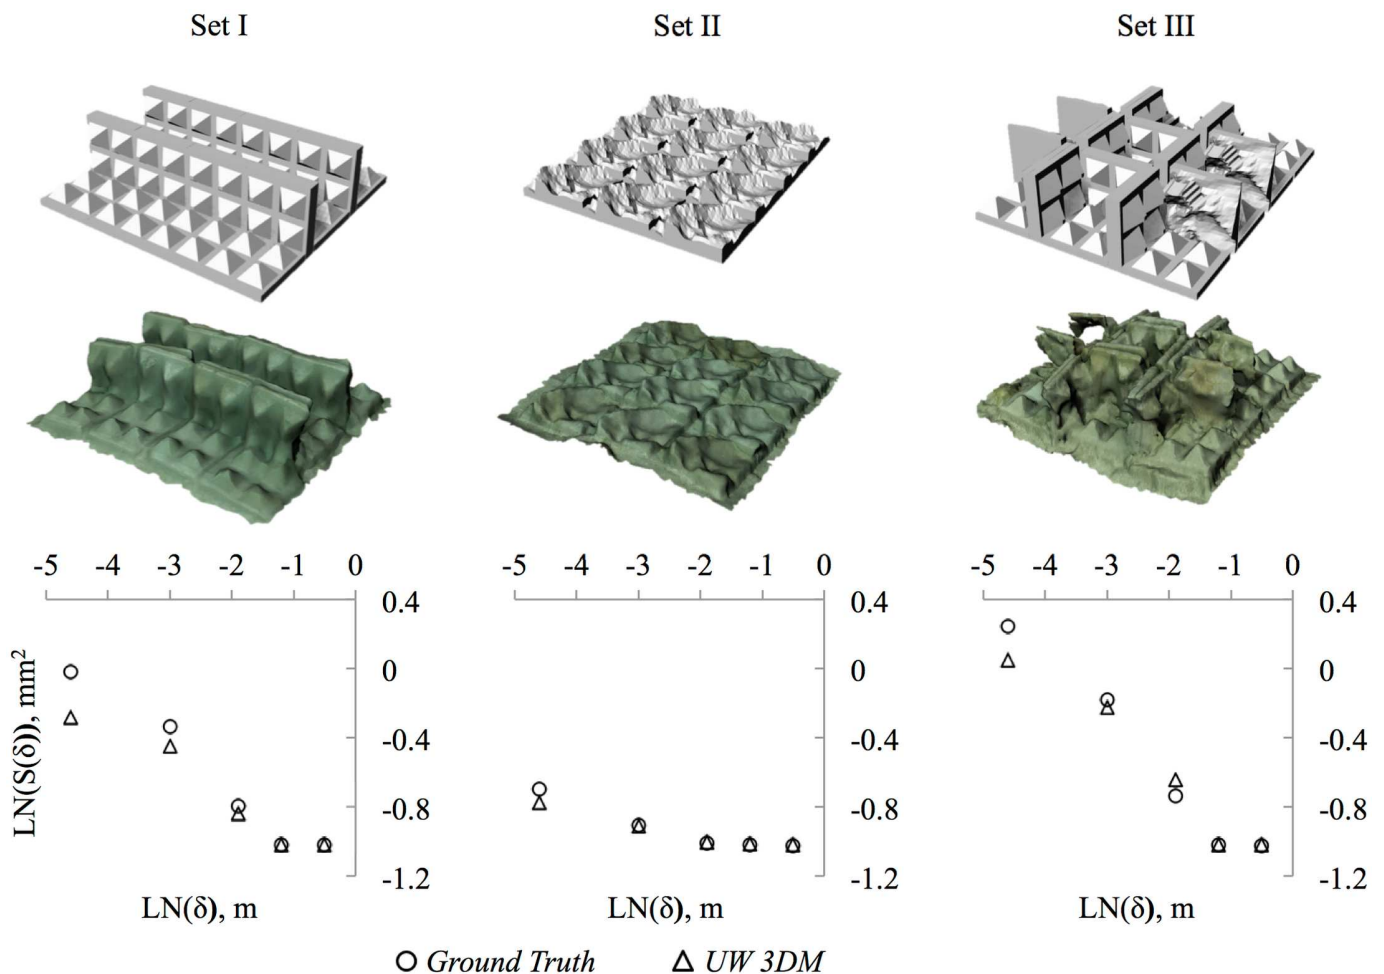 Set I Set II Set III
-5 -4 -3 -2 -1 0 -5 -4 -3 -2 -1 0 -5 -4 -3 -2 -1 0
0.4 0.4 0.4
0 0 0
-0.4 -0.4 -0.4
-0.8 -0.8 -0.8
-1.2 -1.2 -1.2
LN(S(δ)), mm²
LN(δ), m LN(δ), m LN(δ), m
Ground Truth UW 3DM